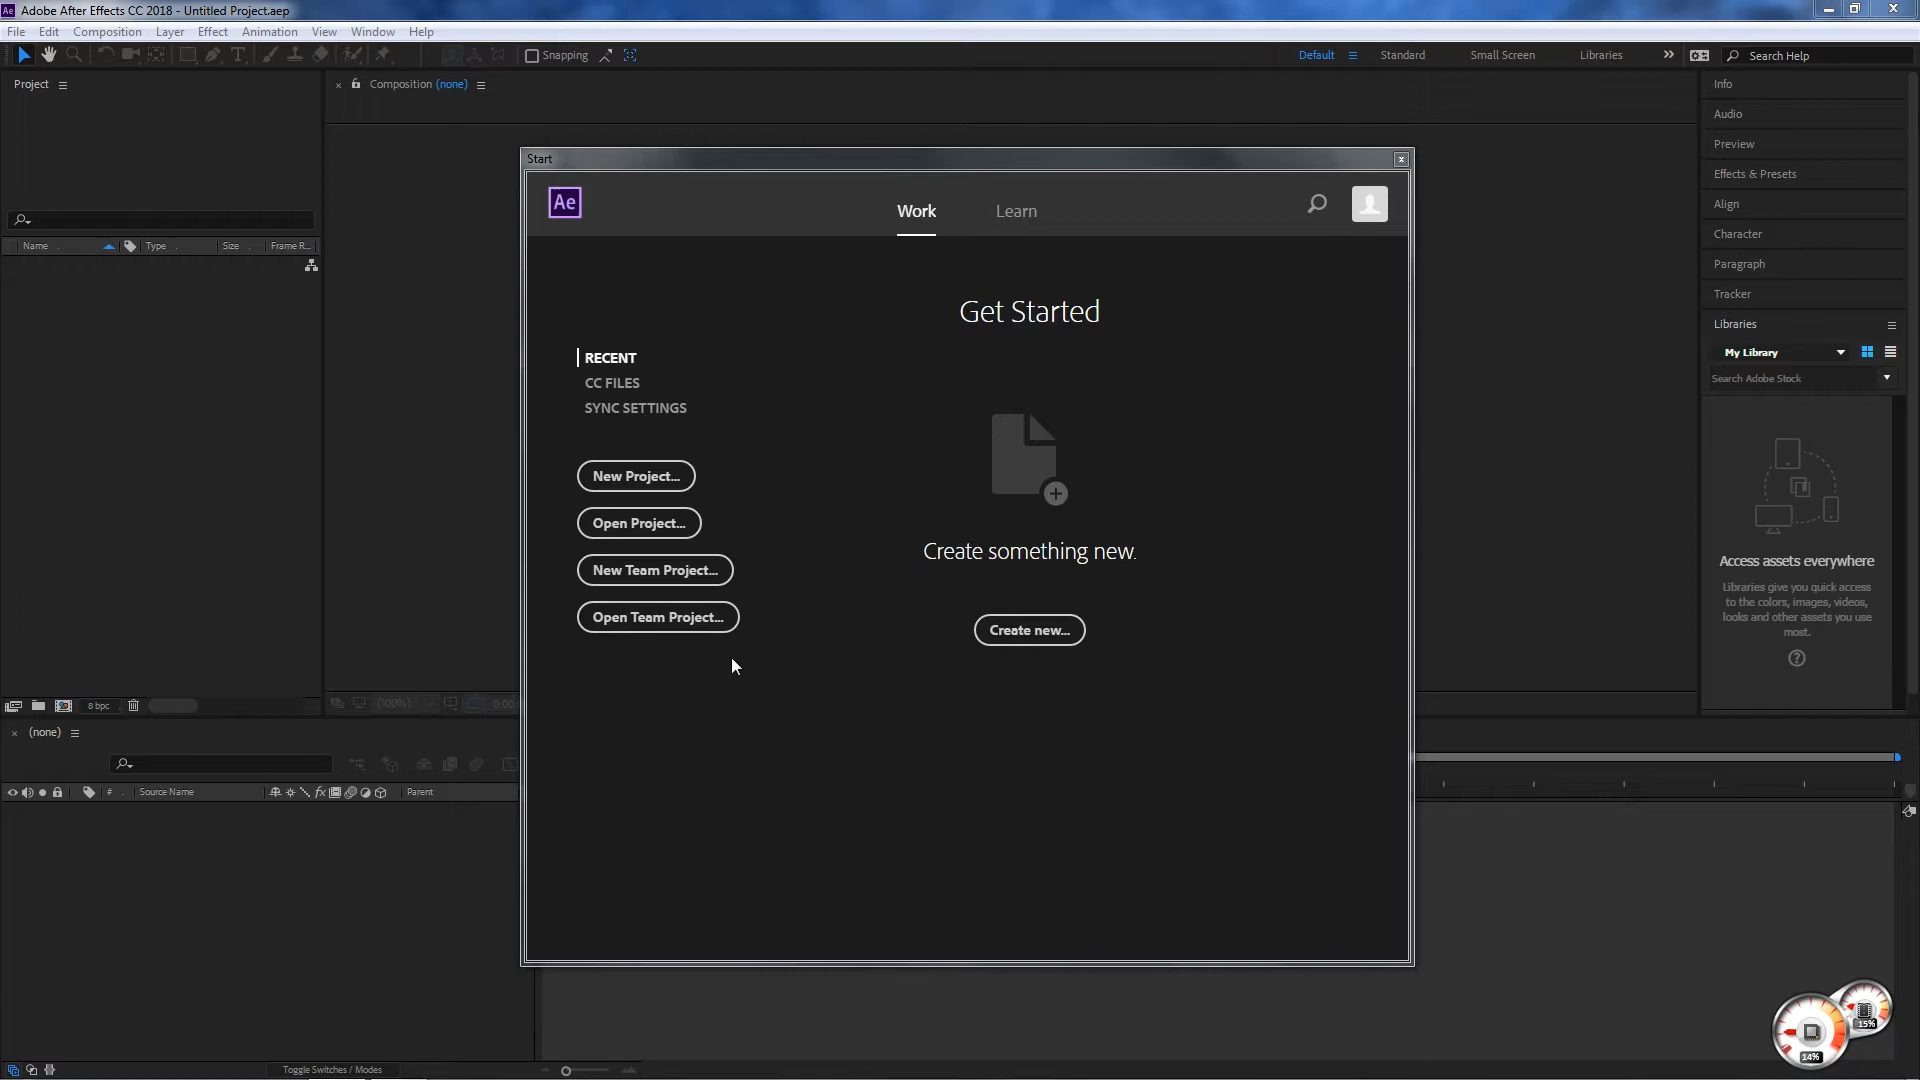 Ae Adobe After Effects CC 2018 - Untitled Project.aep
File Edit Composition Layer Effect Animation View Window Help
Snapping Default Standard Small Screen Libraries Search Help
Project
Composition (none)
Name Type Size Frame R...
8 bpc
(100%)
Start
Ae
Work Learn
Get Started
RECENT
CC FILES
SYNC SETTINGS
New Project...
Open Project...
New Team Project...
Open Team Project...
Create something new.
Create new...
Info
Audio
Preview
Effects & Presets
Align
Character
Paragraph
Tracker
Libraries
My Library
Search Adobe Stock
Access assets everywhere
Libraries give you quick access
to the colors, images, videos,
looks and other assets you use
most.
(none)
# Source Name fx Parent
Toggle Switches / Modes
15%
14%